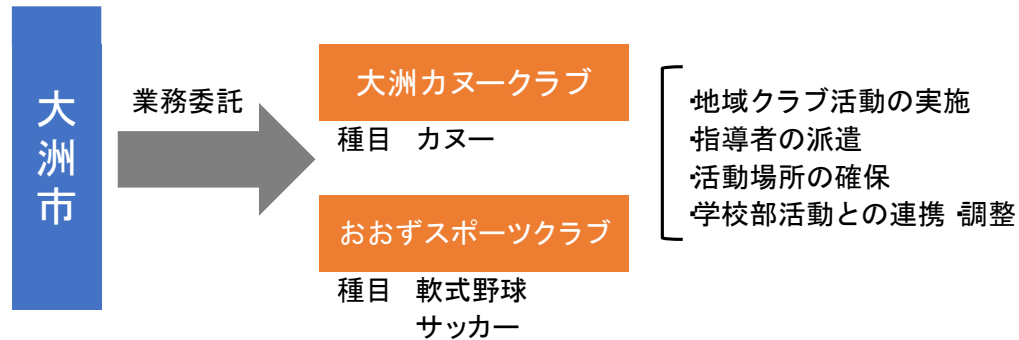 大洲市
業務委託
大洲カヌークラブ
種目 カヌー
おおずスポーツクラブ
種目 軟式野球
サッカー
・地域クラブ活動の実施
・指導者の派遣
・活動場所の確保
・学校部活動との連携・調整